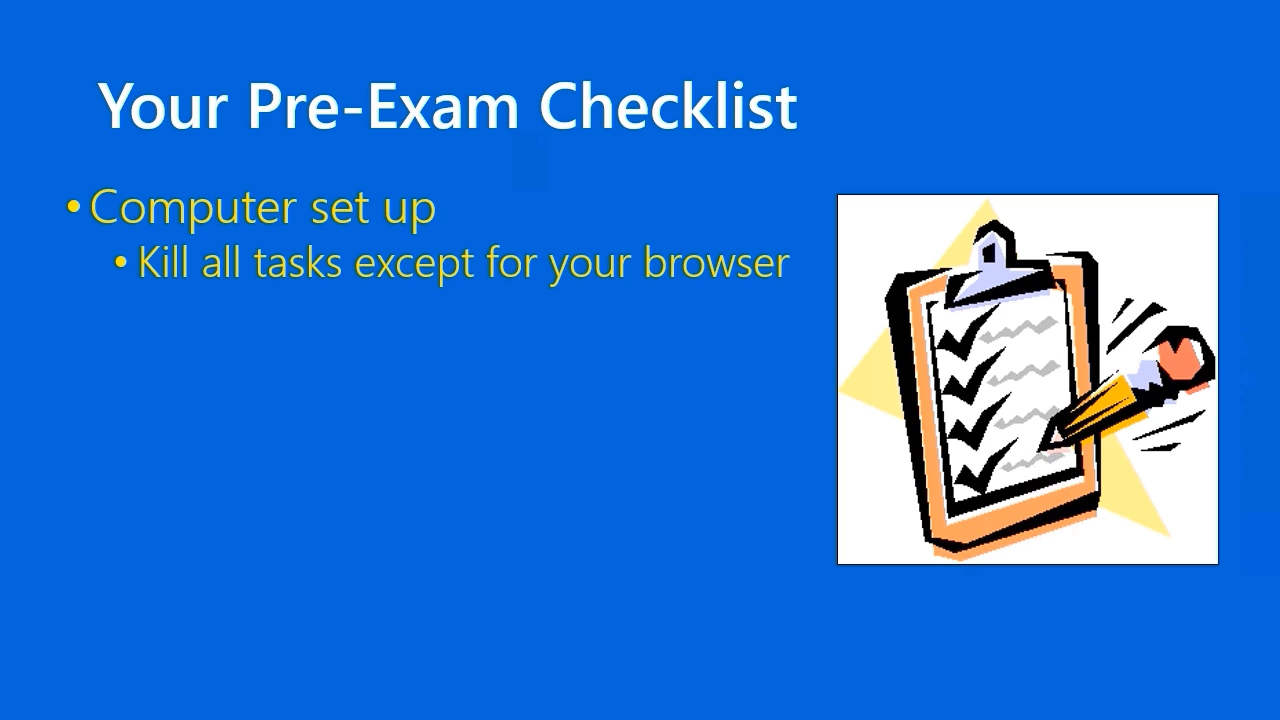 Your Pre-Exam Checklist
• Computer set up
• Kill all tasks except for your browser